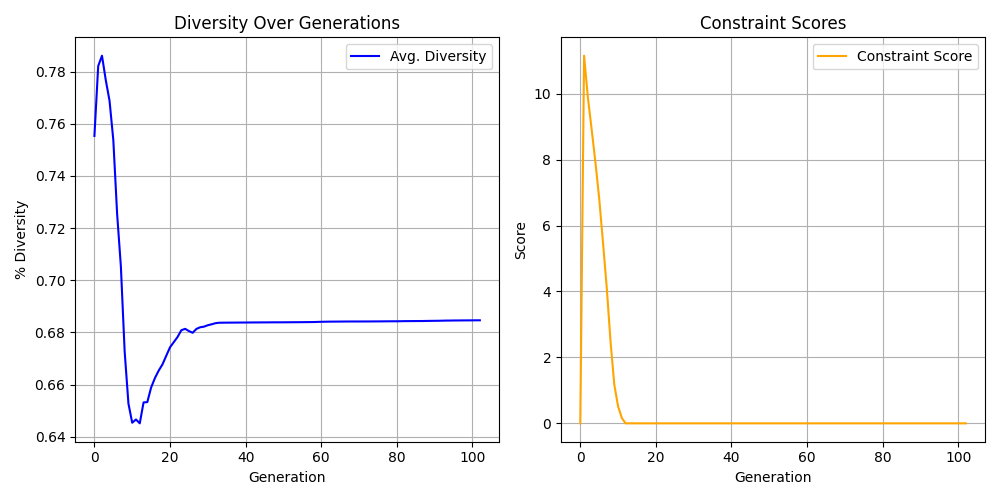 Diversity Over Generations
Avg. Diversity
0.78
0.76
0.74
0.72
0.70
0.68
0.66
0.64
% Diversity
0 20 40 60 80 100
Generation
Constraint Scores
Constraint Score
10
8
6
4
2
0
Score
0 20 40 60 80 100
Generation